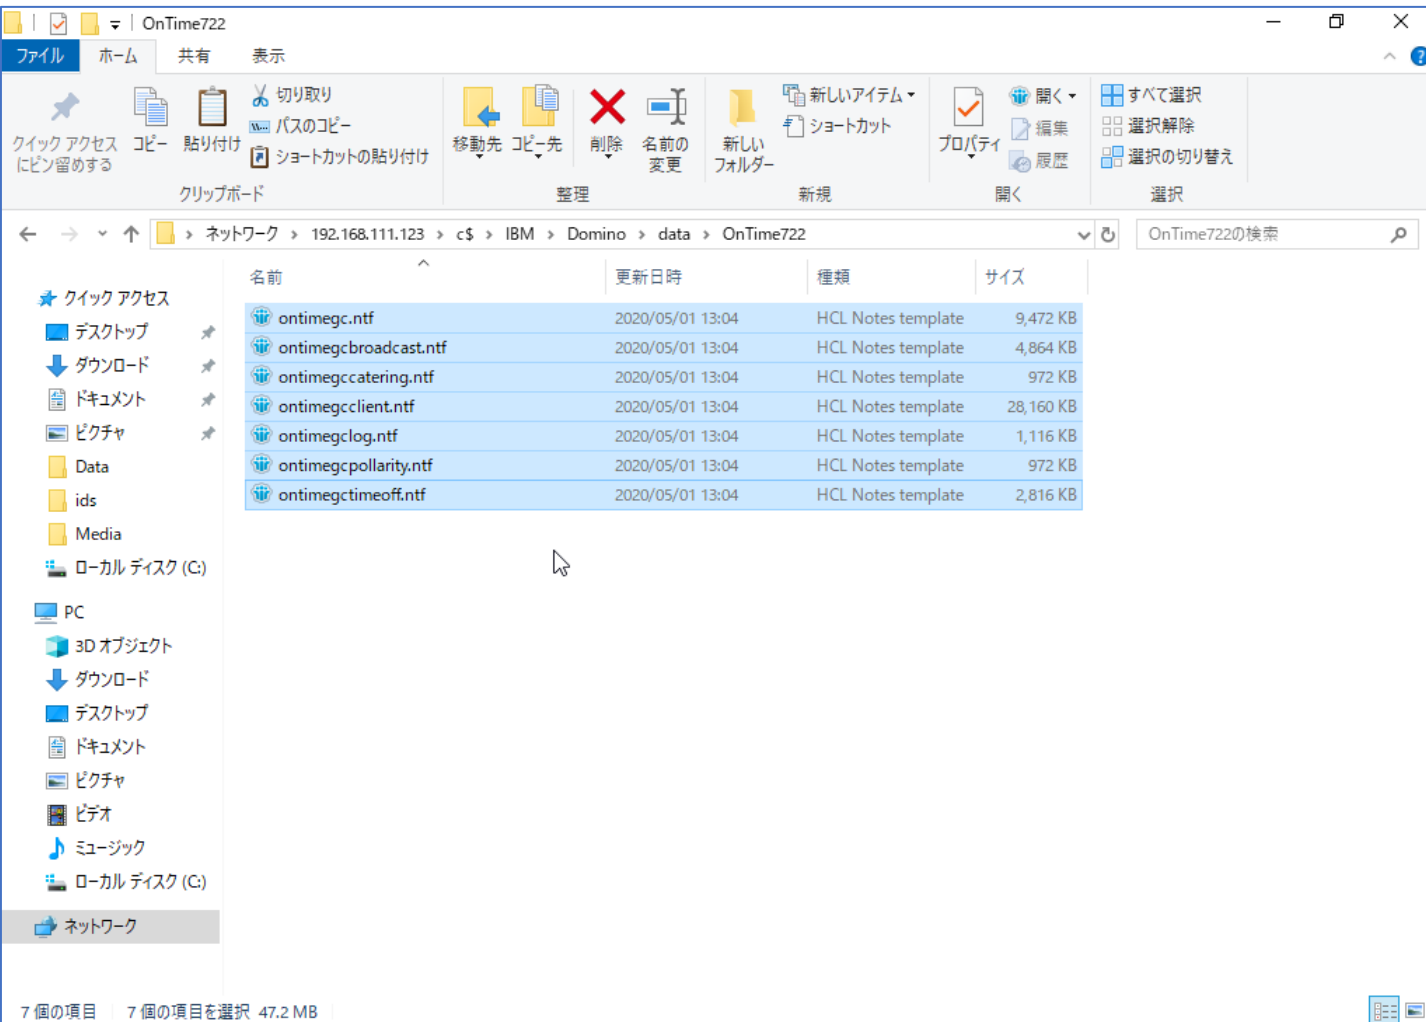 OnTime722
ファイル ホーム 共有 表示
クイック アクセス
にピン留めする
コピー
貼り付け
切り取り
パスのコピー
ショートカットの貼り付け
クリップボード
移動先
コピー先
削除
名前の
変更
整理
新しい
フォルダー
新しいアイテム
ショートカット
新規
プロパティ
開く
編集
履歴
開く
すべて選択
選択解除
選択の切り替え
選択
ネットワーク > 192.168.111.123 > c$ > IBM > Domino > data > OnTime722
OnTime722の検索
クイック アクセス
デスクトップ
ダウンロード
ドキュメント
ピクチャ
Data
ids
Media
ローカル ディスク (C:)
PC
3D オブジェクト
ダウンロード
デスクトップ
ドキュメント
ピクチャ
ビデオ
ミュージック
ローカル ディスク (C:)
ネットワーク
名前 更新日時 種類 サイズ
ontimegc.ntf 2020/05/01 13:04 HCL Notes template 9,472 KB
ontimegcbroadcast.ntf 2020/05/01 13:04 HCL Notes template 4,864 KB
ontimegccatering.ntf 2020/05/01 13:04 HCL Notes template 972 KB
ontimegcclient.ntf 2020/05/01 13:04 HCL Notes template 28,160 KB
ontimegclog.ntf 2020/05/01 13:04 HCL Notes template 1,116 KB
ontimegcpollarity.ntf 2020/05/01 13:04 HCL Notes template 972 KB
ontimegctimeoff.ntf 2020/05/01 13:04 HCL Notes template 2,816 KB
7 個の項目 7 個の項目を選択 47.2 MB